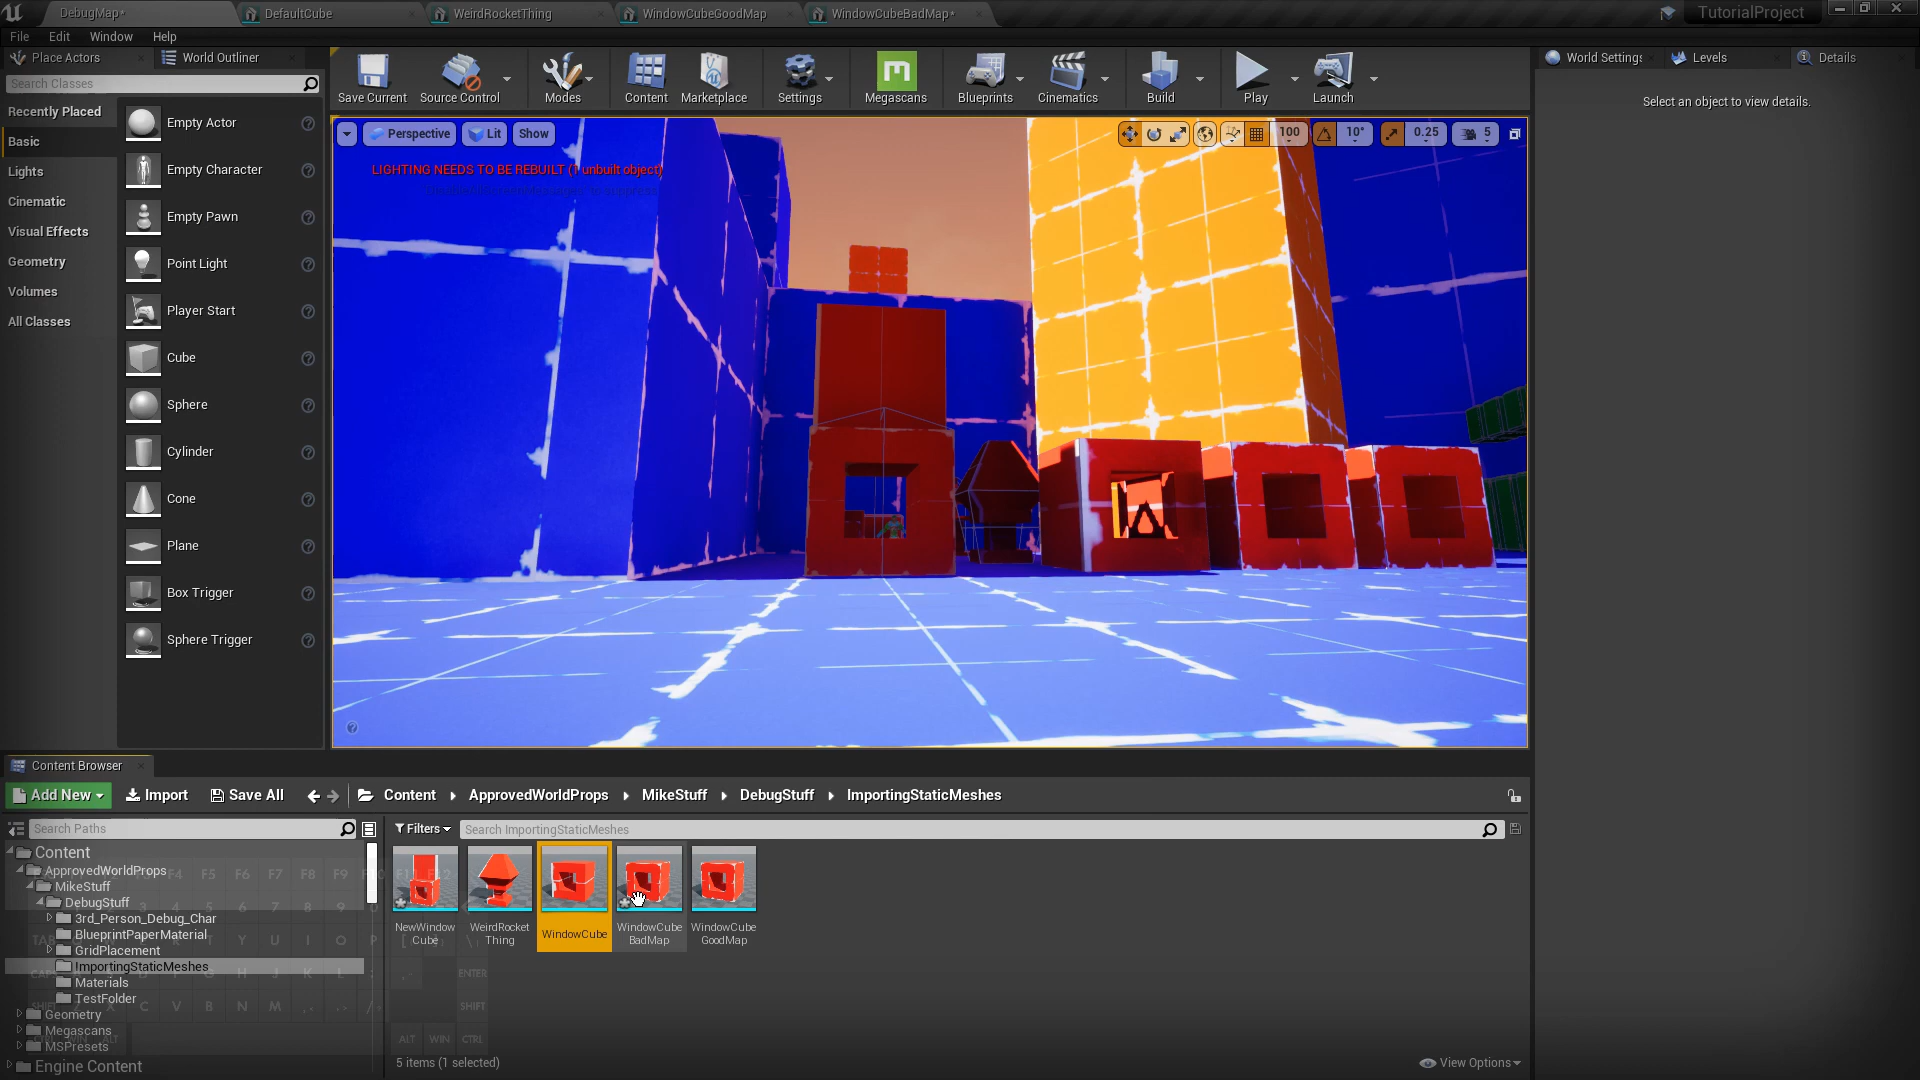 DebugMap*
DefaultCube
WeirdRocketThing
WindowCubeGoodMap
WindowCubeBadMap*
TutorialProject
File
Edit
Window
Help
Place Actors
World Outliner
Search Classes
Recently Placed
Basic
Lights
Cinematic
Visual Effects
Geometry
Volumes
All Classes
Empty Actor
Empty Character
Empty Pawn
Point Light
Player Start
Cube
Sphere
Cylinder
Cone
Plane
Box Trigger
Sphere Trigger
Save Current
Source Control
Modes
Content
Marketplace
Settings
Megascans
Blueprints
Cinematics
Build
Play
Launch
Perspective
Lit
Show
100
10°
0.25
5
LIGHTING NEEDS TO BE REBUILT (1 unbuilt object)
World Settings
Levels
Details
Select an object to view details.
Content Browser
Add New
Import
Save All
Content
ApprovedWorldProps
MikeStuff
DebugStuff
ImportingStaticMeshes
Search Paths
Filters
Search ImportingStaticMeshes
Content
ApprovedWorldProps
MikeStuff
DebugStuff
3rd_Person_Debug_Char
BlueprintPaperMaterial
GridPlacement
ImportingStaticMeshes
Materials
TestFolder
Geometry
Megascans
MSPresets
Engine Content
NewWindow
Cube
WeirdRocket
Thing
WindowCube
WindowCube
BadMap
WindowCube
GoodMap
F4 F5 F6 F7 F8 F9
TAB
Y U I O P
CAPS
G H J K L
ENTER
SHIFT
C V B N M
SHIFT
ALT
ALT WIN CTRL
5 items (1 selected)
View Options